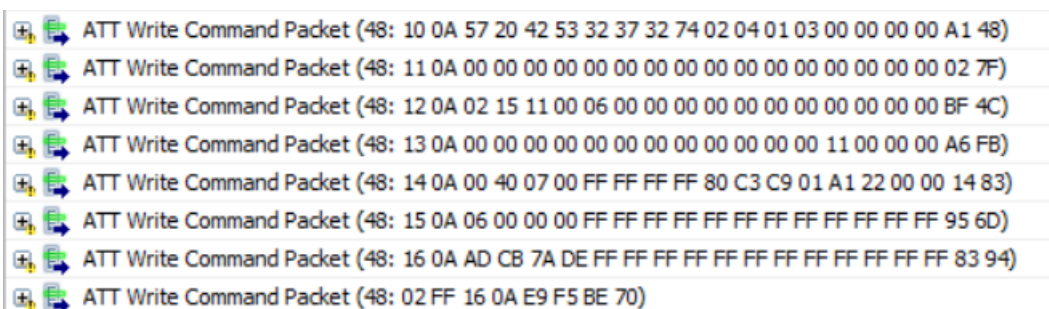 ATT Write Command Packet (48: 10 0A 57 20 42 53 32 37 32 74 02 04 01 03 00 00 00 00 A1 48)
ATT Write Command Packet (48: 11 0A 00 00 00 00 00 00 00 00 00 00 00 00 00 00 00 00 02 7F)
ATT Write Command Packet (48: 12 0A 02 15 11 00 06 00 00 00 00 00 00 00 00 00 00 00 BF 4C)
ATT Write Command Packet (48: 13 0A 00 00 00 00 00 00 00 00 00 00 00 00 11 00 00 00 A6 FB)
ATT Write Command Packet (48: 14 0A 00 40 07 00 FF FF FF FF 80 C3 C9 01 A1 22 00 00 14 83)
ATT Write Command Packet (48: 15 0A 06 00 00 00 FF FF FF FF FF FF FF FF FF FF FF FF 95 6D)
ATT Write Command Packet (48: 16 0A AD CB 7A DE FF FF FF FF FF FF FF FF FF FF FF FF 83 94)
ATT Write Command Packet (48: 02 FF 16 0A E9 F5 BE 70)